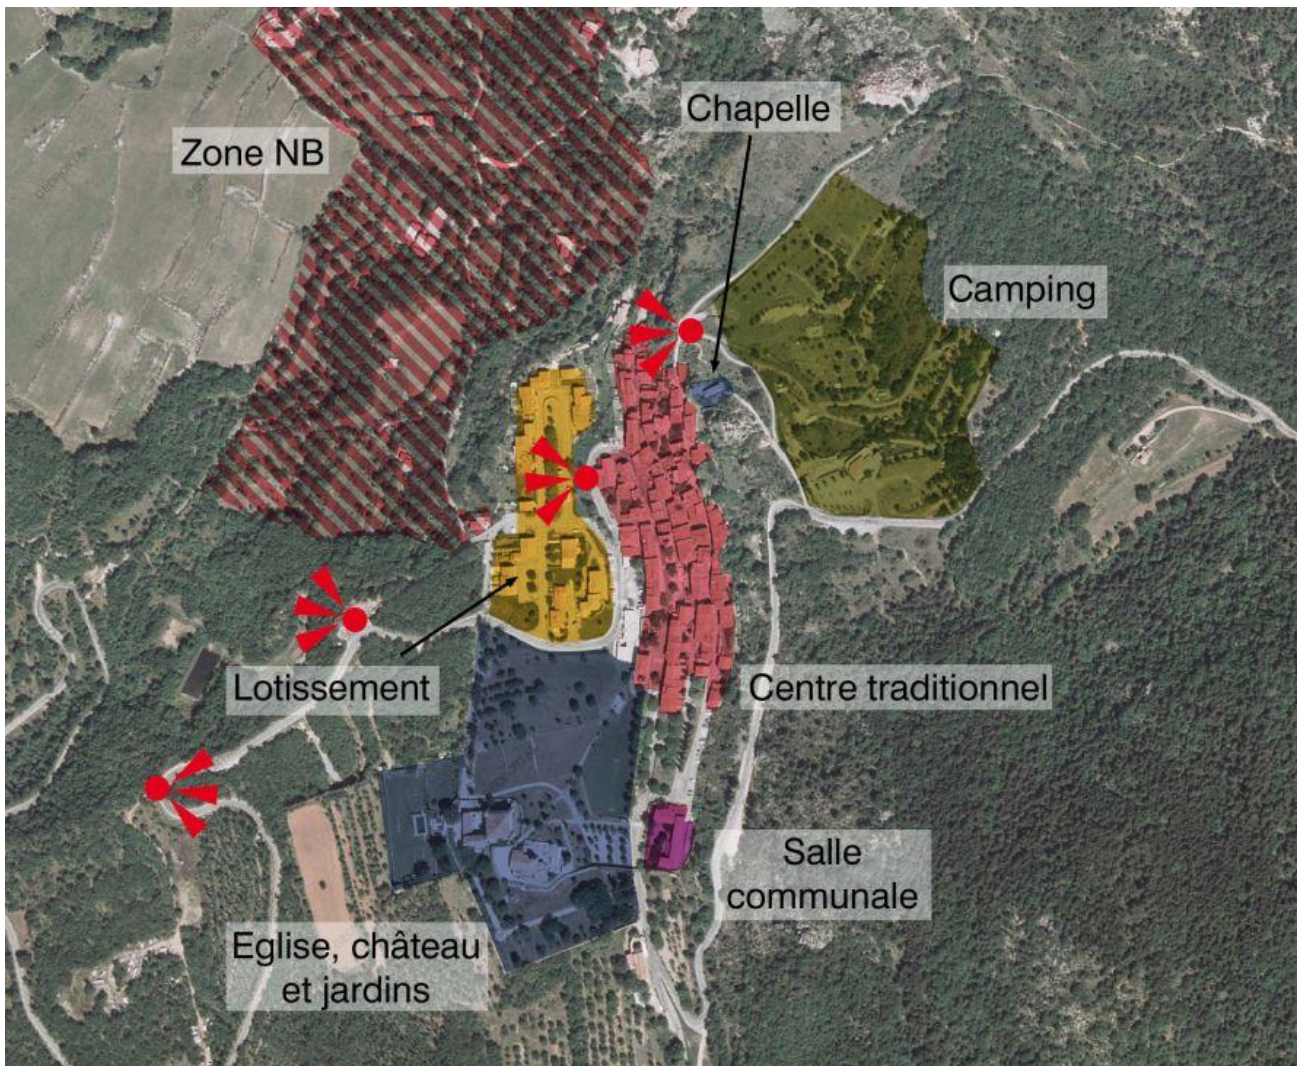 Chapelle
Zone NB
Camping
Lotissement
Centre traditionnel
Salle
communale
Eglise, château
et jardins